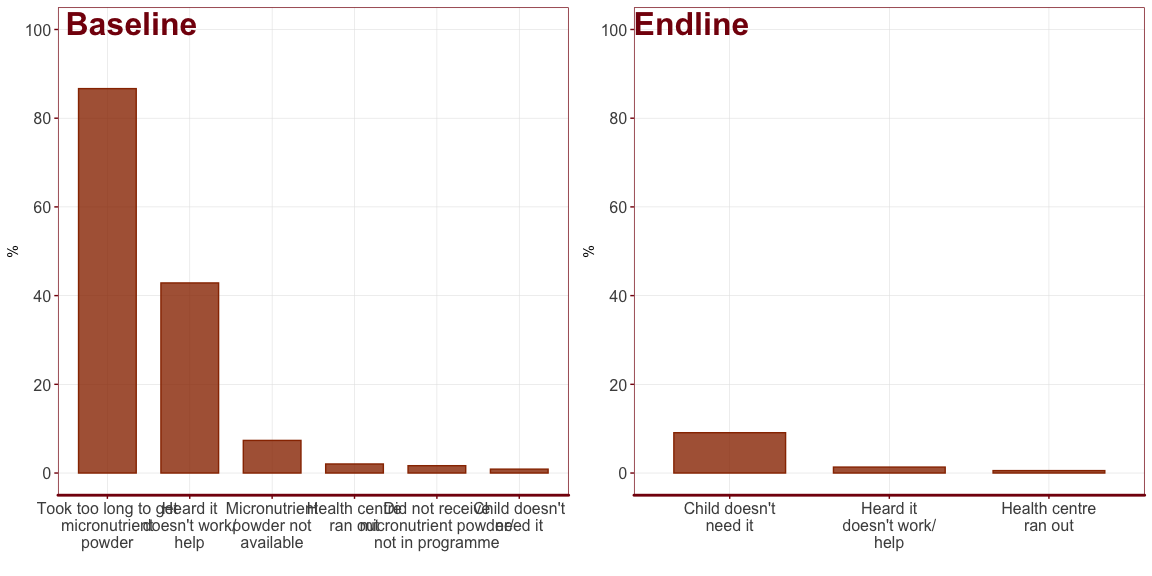 Baseline
100
80
60
40
20
0
%
Took too long to get
micronutrient
powder
Heard it
doesn't work/
help
Micronutrient
powder not
available
Health centre
ran out
Did not receive
micronutrient powder/
not in programme
Child doesn't
need it
Endline
100
80
60
40
20
0
%
Child doesn't
need it
Heard it
doesn't work/
help
Health centre
ran out